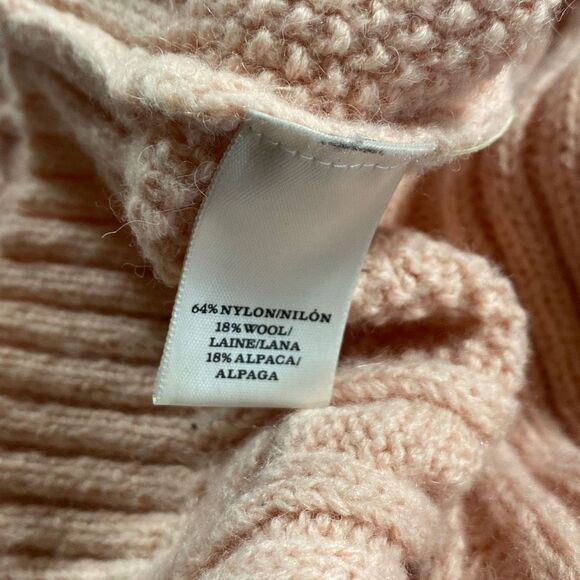 64% NYLON/NILÓN
18% WOOL/
LAINE/LANA
18% ALPACA/
ALPAGA